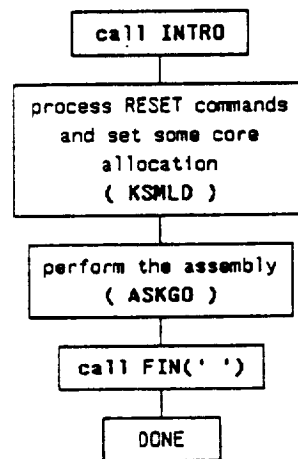 call INTRO
process RESET commands
and set some core
allocation
( KSMLD )
perform the assembly
( ASKGO )
call FIN(' ')
DONE